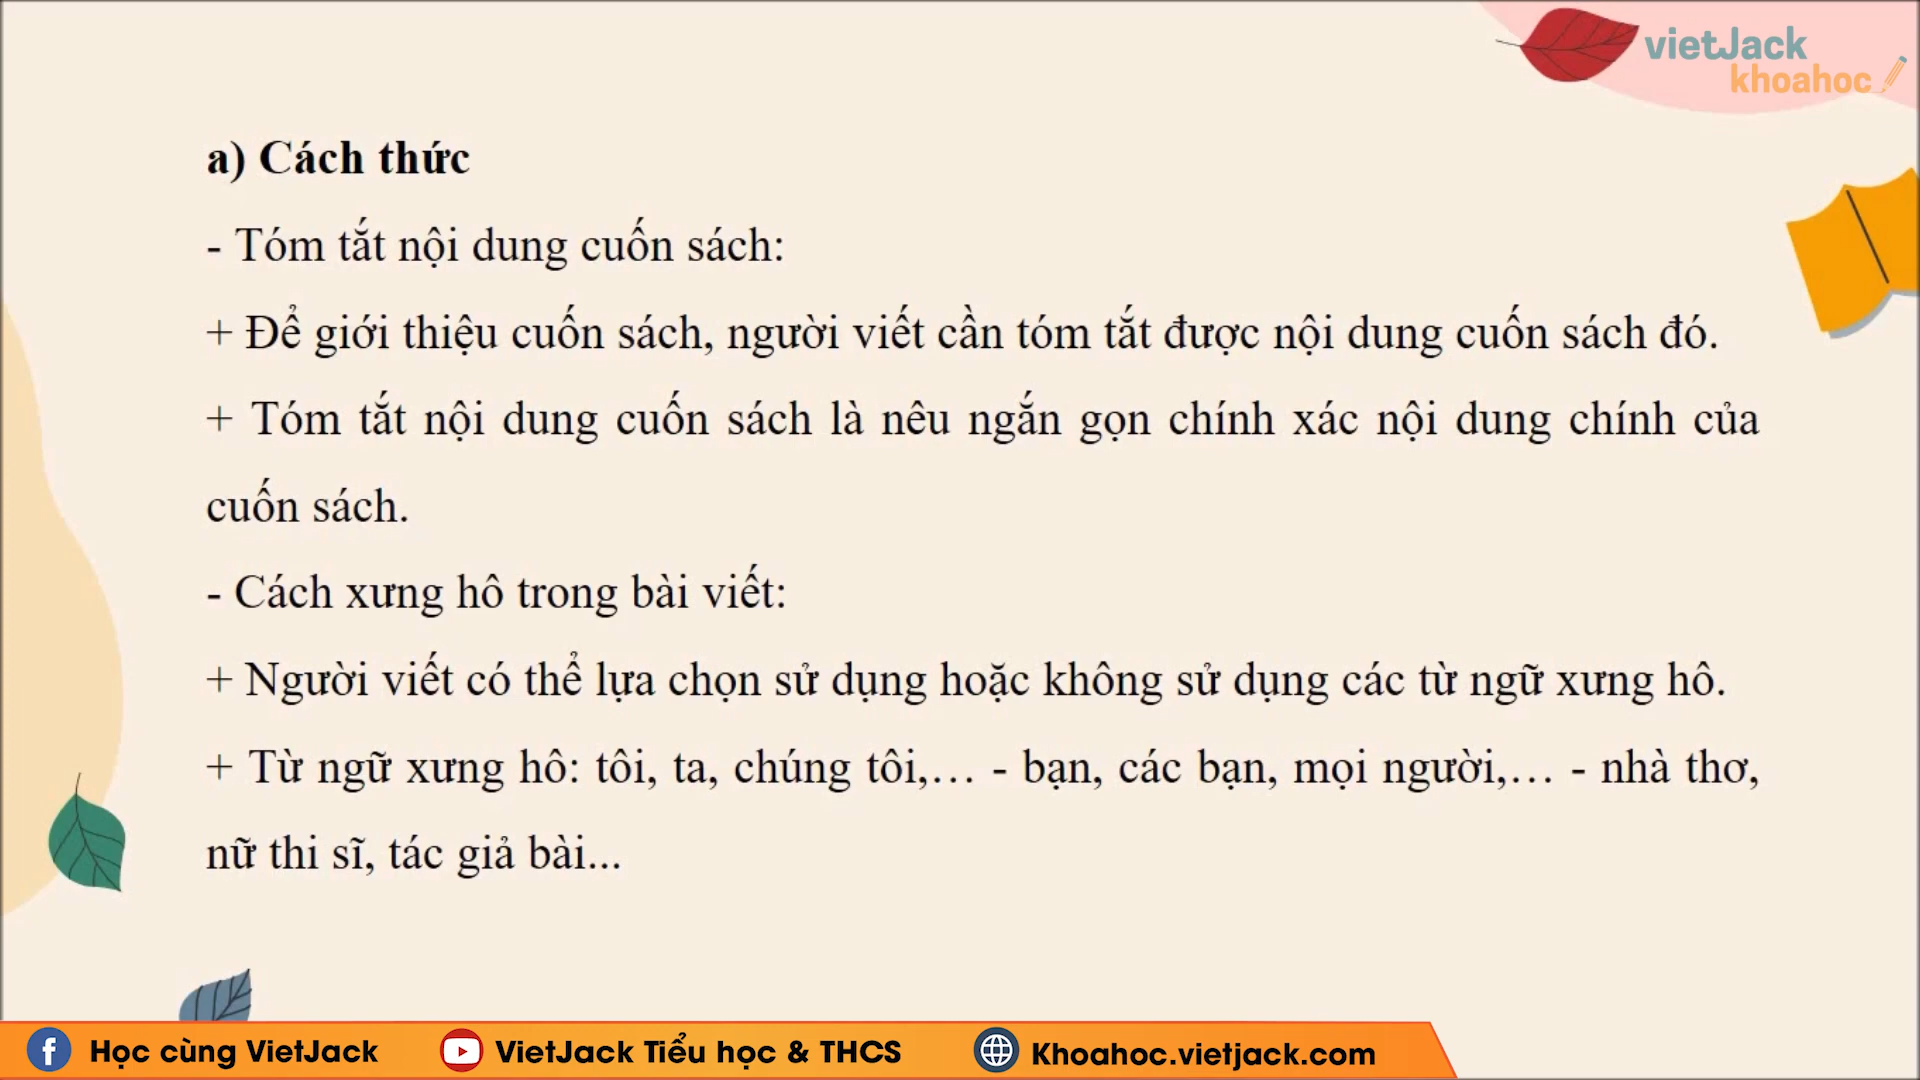 vietJack
khoahoc
a) Cách thức
- Tóm tắt nội dung cuốn sách:
+ Để giới thiệu cuốn sách, người viết cần tóm tắt được nội dung cuốn sách đó.
+ Tóm tắt nội dung cuốn sách là nêu ngắn gọn chính xác nội dung chính của
cuốn sách.
- Cách xưng hô trong bài viết:
+ Người viết có thể lựa chọn sử dụng hoặc không sử dụng các từ ngữ xưng hô.
+ Từ ngữ xưng hô: tôi, ta, chúng tôi,… - bạn, các bạn, mọi người,… - nhà thơ,
nữ thi sĩ, tác giả bài...
Học cùng VietJack
VietJack Tiểu học & THCS
Khoahoc.vietjack.com